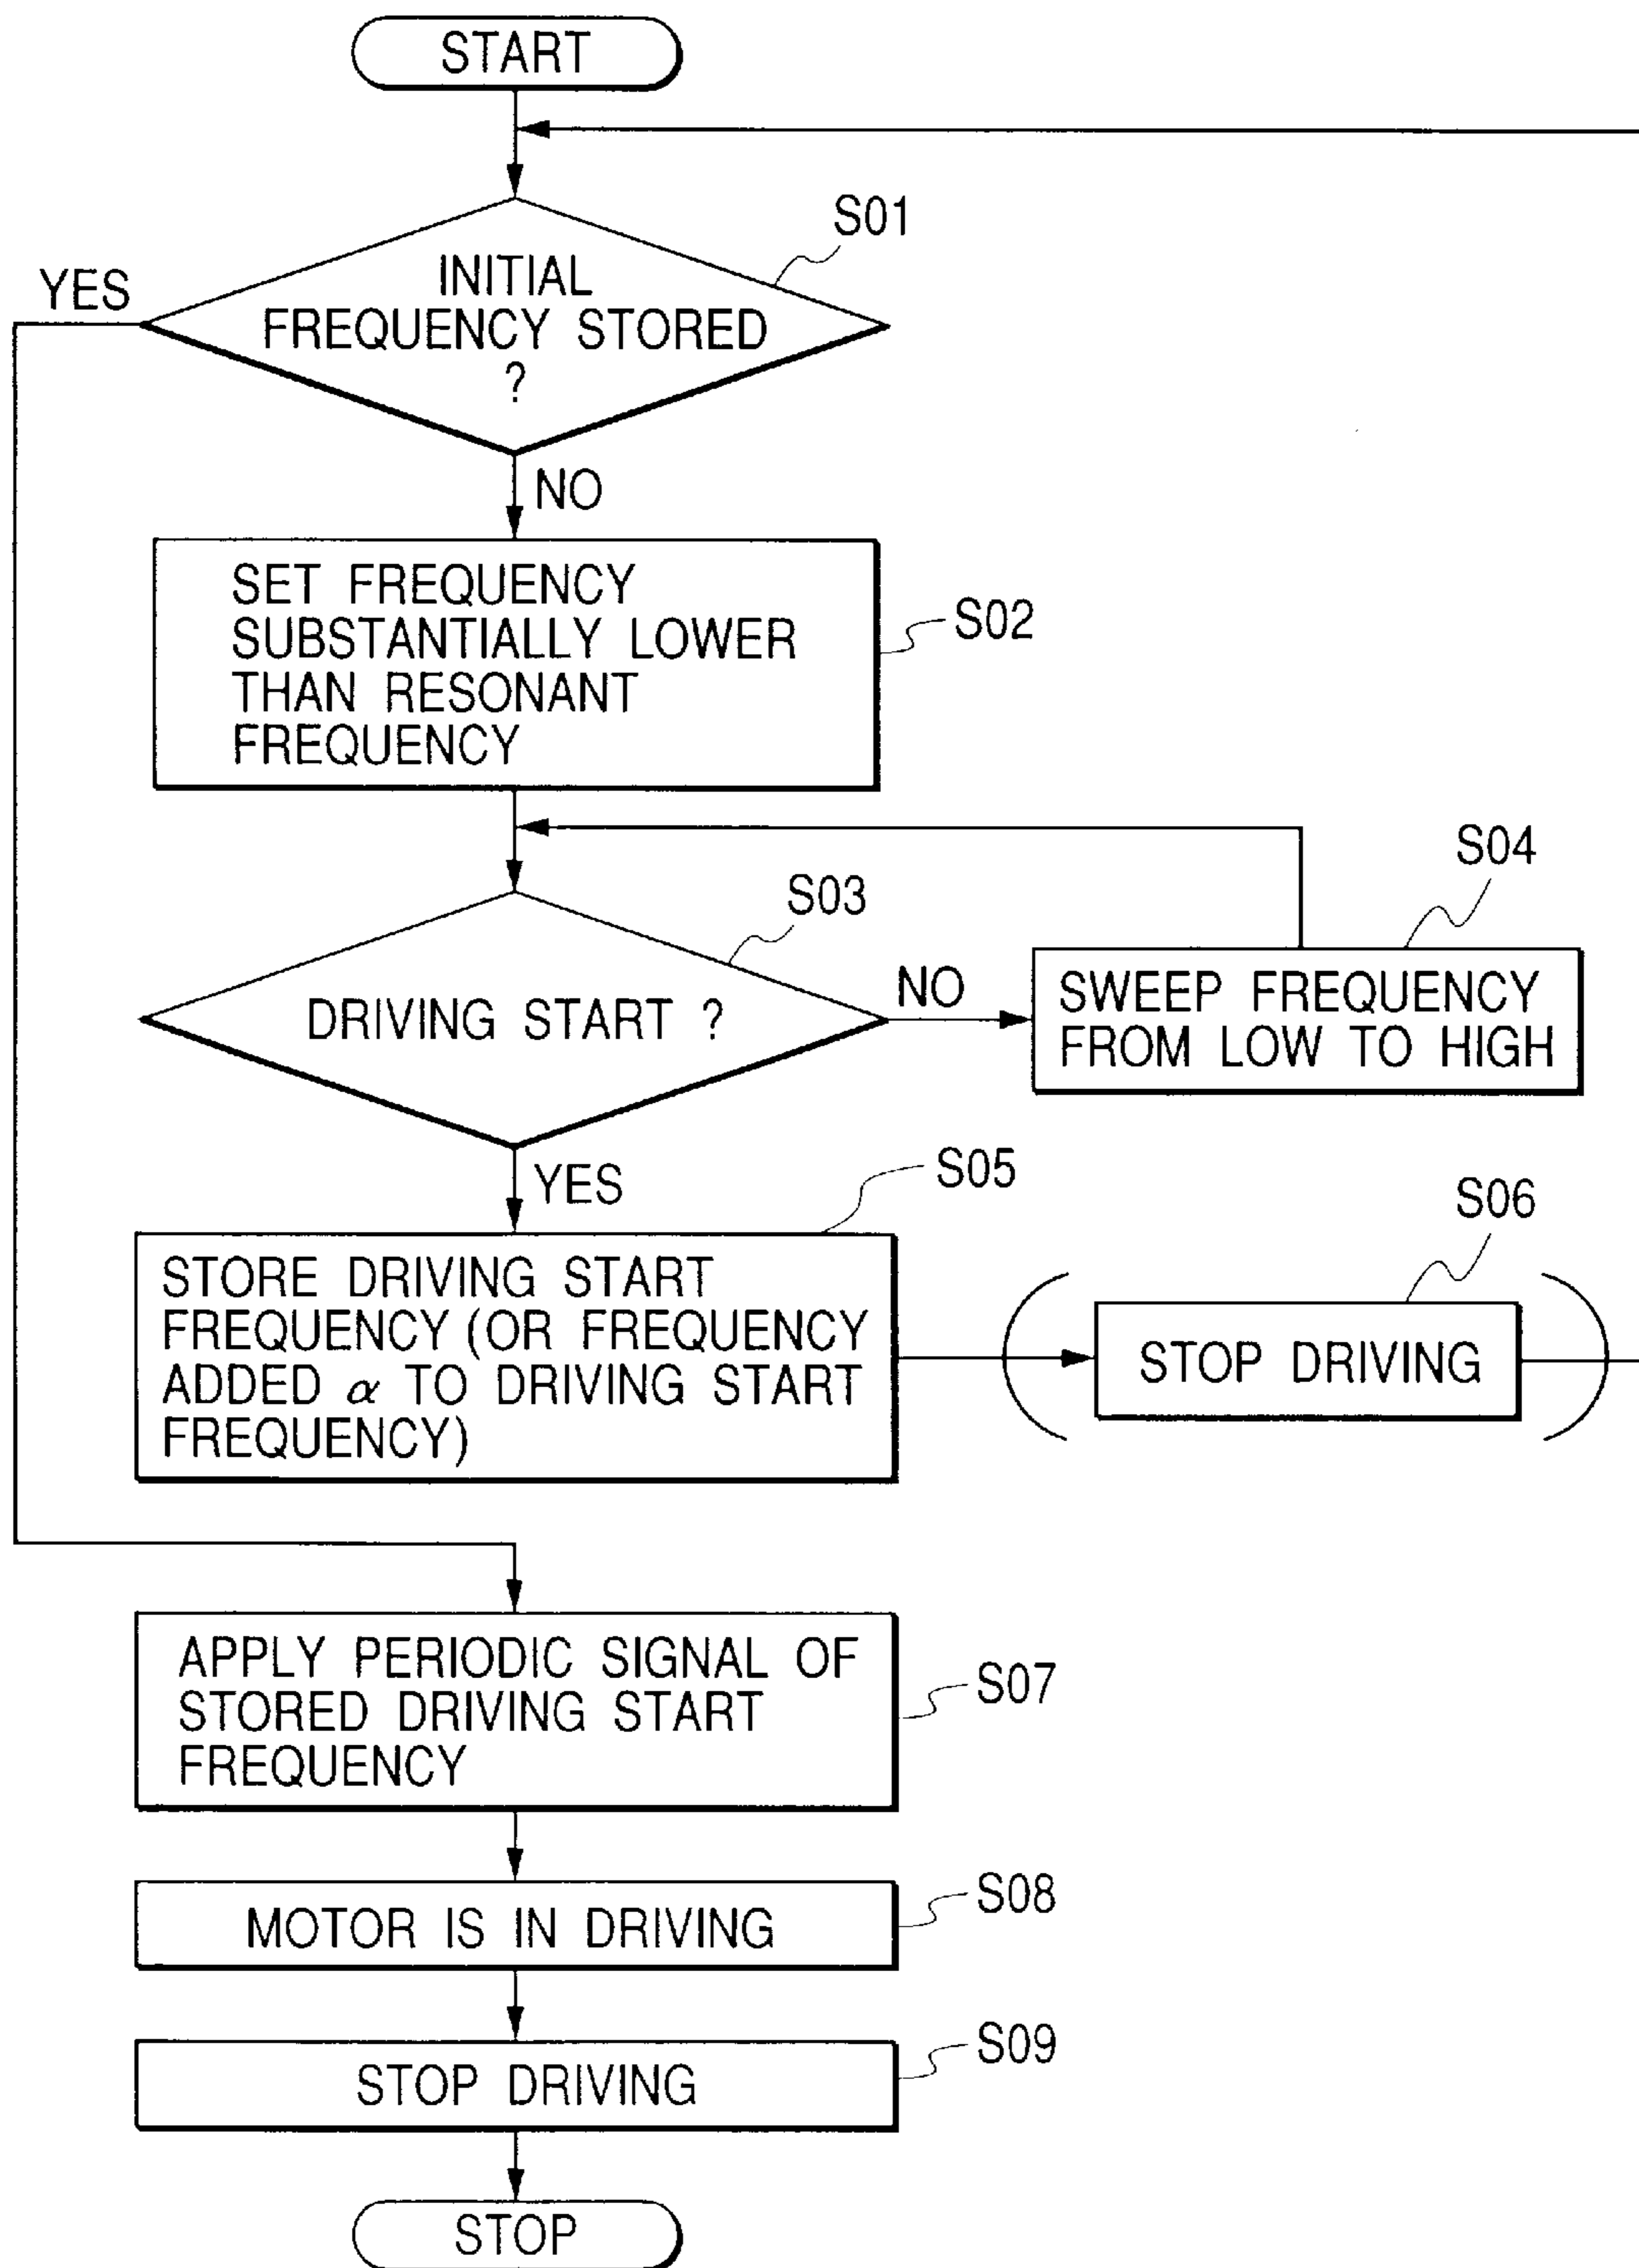 START
S01
YES
INITIAL
FREQUENCY STORED
?
NO
SET FREQUENCY
SUBSTANTIALLY LOWER
THAN RESONANT
FREQUENCY
S02
S03
S04
DRIVING START ?
NO
SWEEP FREQUENCY
FROM LOW TO HIGH
YES
S05
S06
STORE DRIVING START
FREQUENCY (OR FREQUENCY
ADDED α TO DRIVING START
FREQUENCY)
STOP DRIVING
APPLY PERIODIC SIGNAL OF
STORED DRIVING START
FREQUENCY
S07
MOTOR IS IN DRIVING
S08
STOP DRIVING
S09
STOP